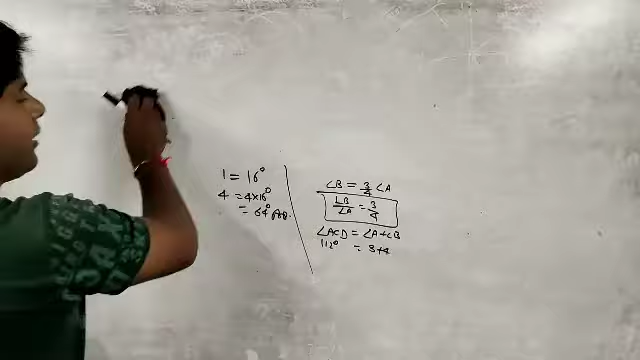 1 = 16°
4 = 4×16°
= 64° Ans.
∠B = 3/4 ∠A
∠B/∠A = 3/4
∠ACD = ∠A+∠B
112° = 3+4